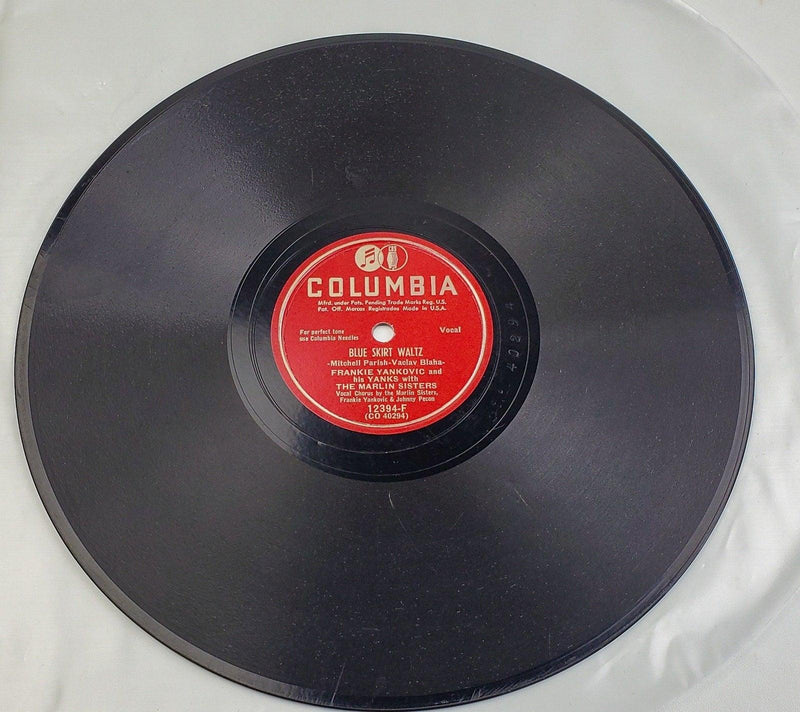 CBS
COLUMBIA
Mfrd. under Pats. Pending Trade Marks Reg. U.S.
Pat. Off. Marcas Registradas Made in U.S.A.
For perfect tone
use Columbia Needles
Vocal
BLUE SKIRT WALTZ
-Mitchell Parish-Vaclav Blaha-
FRANKIE YANKOVIC and
his YANKS with
THE MARLIN SISTERS
Vocal Chorus by the Marlin Sisters,
Frankie Yankovic & Johnny Pecon
12394-F
(CO 40294)
40294